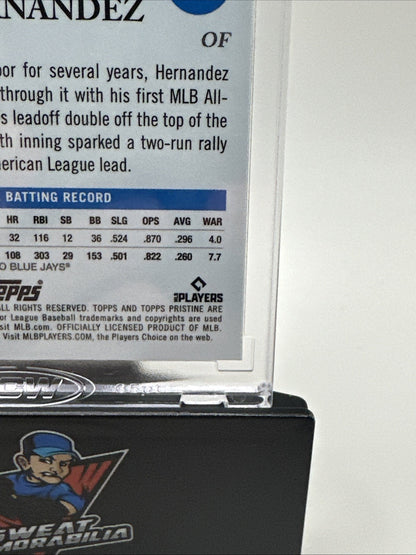 RNANDEZ
OF
oor for several years, Hernandez
through it with his first MLB All-
s leadoff double off the top of the
th inning sparked a two-run rally
merican League lead.
BATTING RECORD
HR RBI SB BB SLG OPS AVG WAR
32 116 12 36 .524 .870 .296 4.0
108 303 29 153 .501 .822 .260 7.7
O BLUE JAYS®
TOPPS
PLAYERS
ALL RIGHTS RESERVED. TOPPS AND TOPPS PRISTINE ARE
or League Baseball trademarks and copyrights are used
sit MLB.com. OFFICIALLY LICENSED PRODUCT OF MLB.
Visit MLBPLAYERS.com, the Players Choice on the web.
SWEAT
MORABILIA